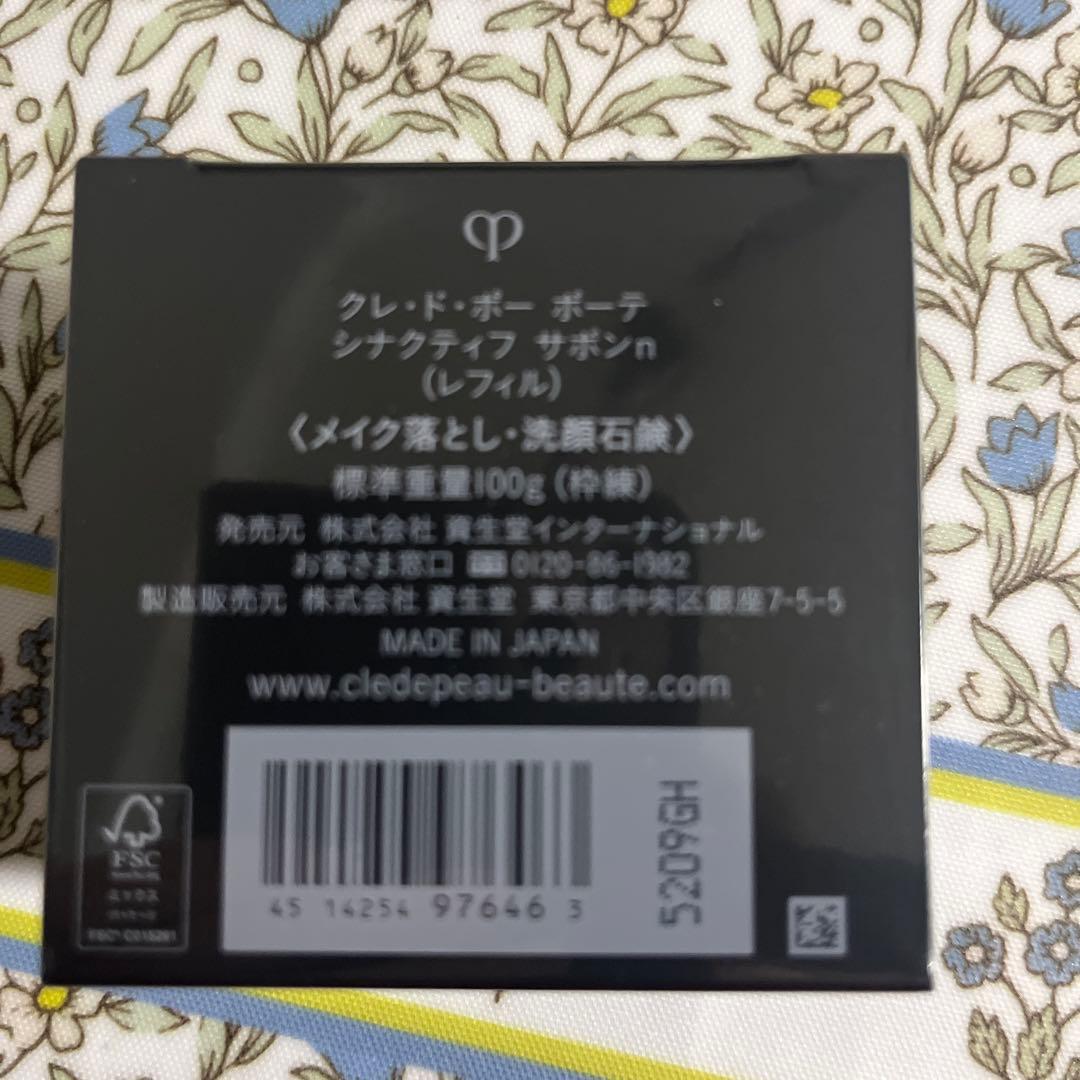 クレ・ド・ポー ボーテ
シナクティフ サボンn
(レフィル)
〈メイク落とし・洗顔石鹸〉
標準重量100g (枠練)
発売元 株式会社 資生堂インターナショナル
お客さま窓口 0120-86-1982
製造販売元 株式会社 資生堂 東京都中央区銀座7-5-5
MADE IN JAPAN
www.cledepeau-beaute.com
45 14254 97646 3
5209GH
FSC
ミックス